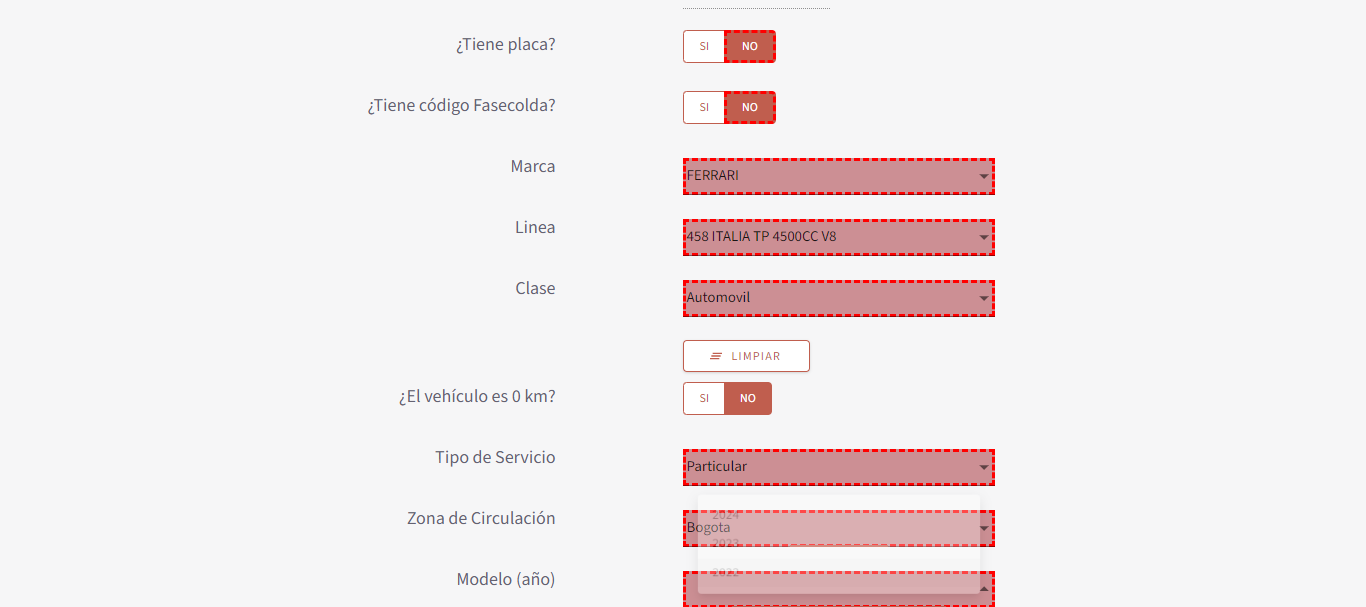 ¿Tiene placa? SI NO
¿Tiene código Fasecolda? SI NO
Marca FERRARI
Linea 458 ITALIA TP 4500CC V8
Clase Automovil
LIMPIAR
¿El vehículo es 0 km? SI NO
Tipo de Servicio Particular
2024
Zona de Circulación Bogota
2023
2022
Modelo (año)